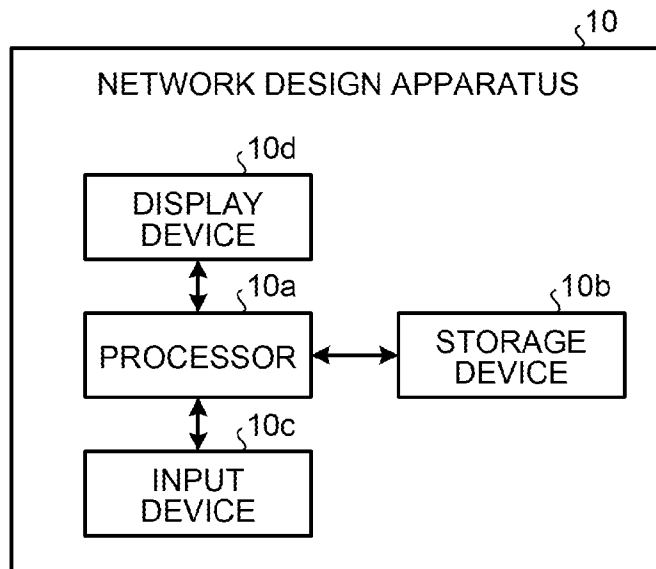 10
NETWORK DESIGN APPARATUS
10d
DISPLAY
DEVICE
10a
PROCESSOR
10b
STORAGE
DEVICE
10c
INPUT
DEVICE